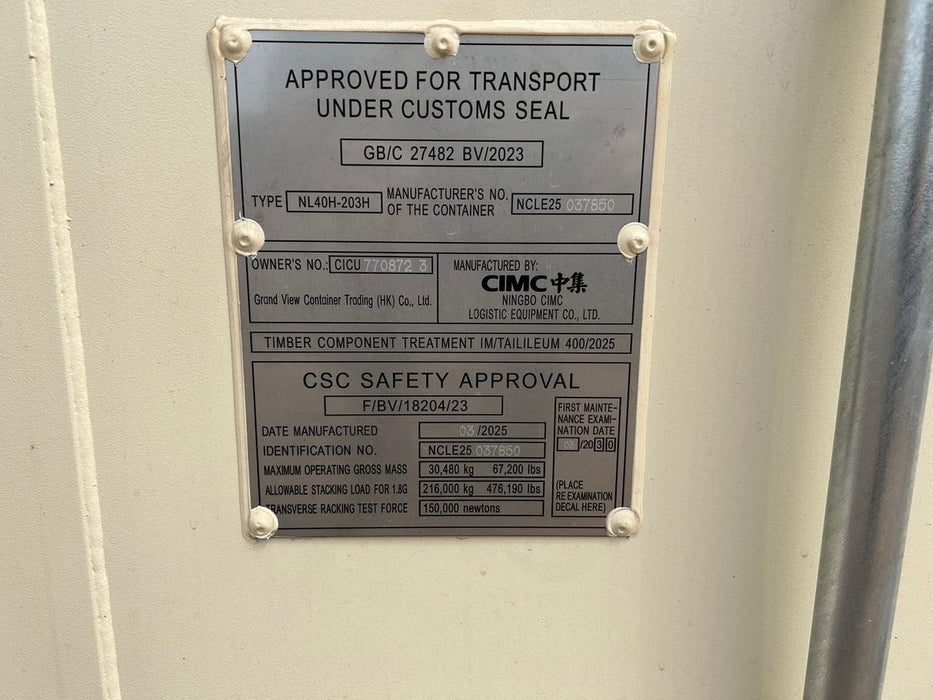 APPROVED FOR TRANSPORT
UNDER CUSTOMS SEAL
GB/C 27482 BV/2023
TYPE NL40H-203H MANUFACTURER'S NO. OF THE CONTAINER NCLE25 037850
OWNER'S NO.: CICU 770872 3
Grand View Container Trading (HK) Co., Ltd.
MANUFACTURED BY:
CIMC 中集
NINGBO CIMC
LOGISTIC EQUIPMENT CO., LTD.
TIMBER COMPONENT TREATMENT IM/TAILILEUM 400/2025
CSC SAFETY APPROVAL
F/BV/18204/23
DATE MANUFACTURED 03/2025
IDENTIFICATION NO. NCLE25 037850
MAXIMUM OPERATING GROSS MASS 30,480 kg 67,200 lbs
ALLOWABLE STACKING LOAD FOR 1.8G 216,000 kg 476,190 lbs
TRANSVERSE RACKING TEST FORCE 150,000 newtons
FIRST MAINTE-
NANCE EXAMI-
NATION DATE
03/2030
(PLACE
RE EXAMINATION
DECAL HERE)